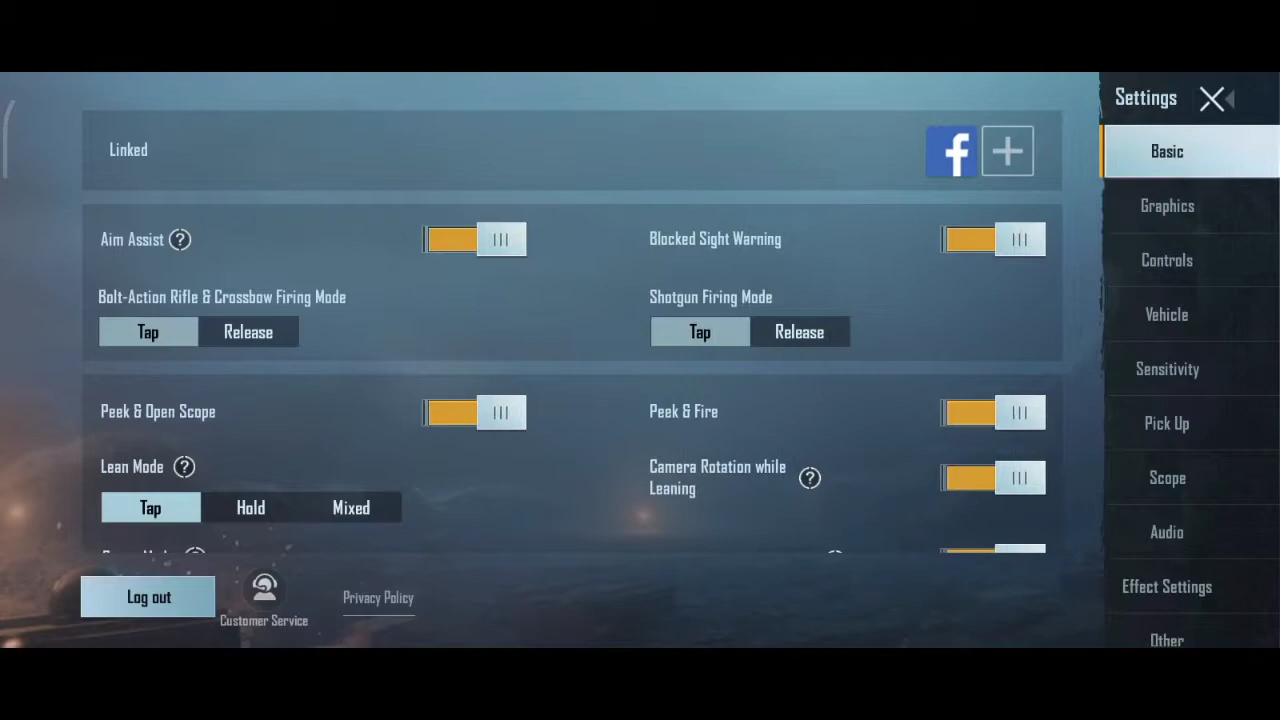 Settings
Linked
Basic
Graphics
Aim Assist ?
Blocked Sight Warning
Controls
Bolt-Action Rifle & Crossbow Firing Mode
Shotgun Firing Mode
Tap Release
Tap Release
Vehicle
Sensitivity
Peek & Open Scope
Peek & Fire
Pick Up
Lean Mode ?
Camera Rotation while
Leaning ?
Scope
Tap Hold Mixed
Audio
Log out
Customer Service
Privacy Policy
Effect Settings
Other